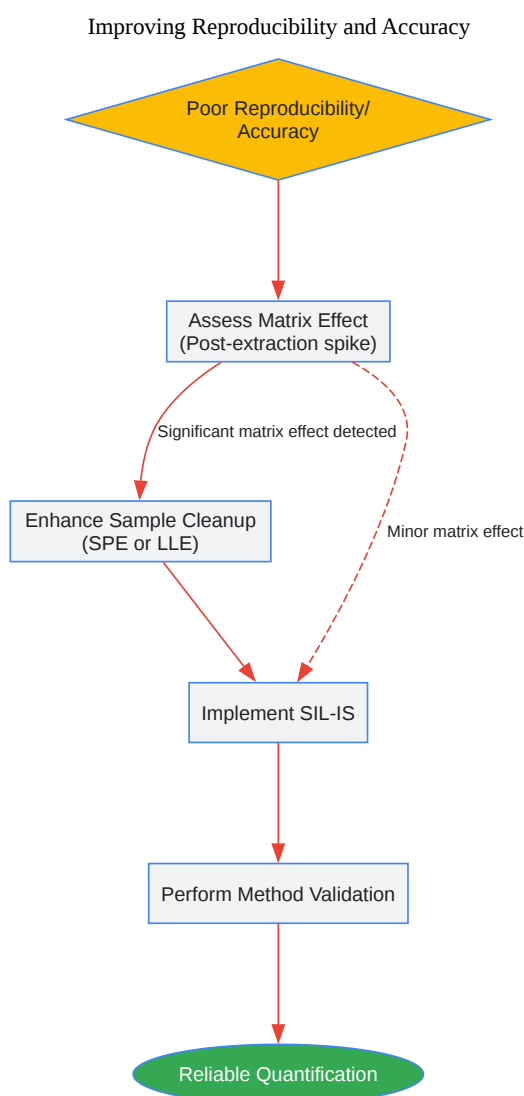 Improving Reproducibility and Accuracy
Poor Reproducibility/
Accuracy
Assess Matrix Effect
(Post-extraction spike)
Significant matrix effect detected
Enhance Sample Cleanup
(SPE or LLE)
Minor matrix effect
Implement SIL-IS
Perform Method Validation
Reliable Quantification